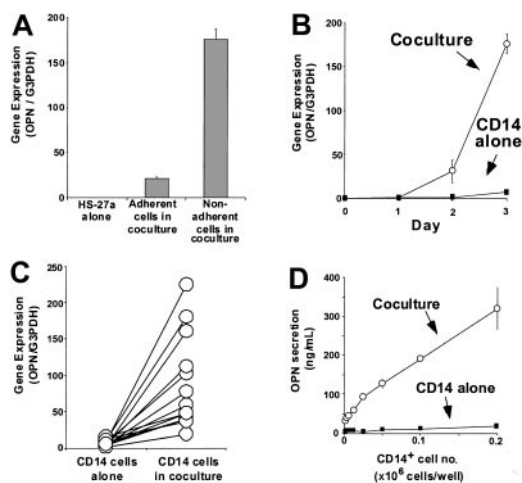 A
Gene Expression
(OPN / G3PDH)
200
150
100
50
0
HS-27a
alone
Adherent
cells in
coculture
Non-
adherent
cells in
coculture
B
Gene Expression
(OPN/G3PDH)
200
150
100
50
0
Coculture
CD14
alone
0
1
2
3
Day
C
Gene Expression
(OPN/G3PDH)
250
200
150
100
50
0
CD14 cells
alone
CD14 cells
in coculture
D
OPN secretion
(ng/mL)
400
300
200
100
0
Coculture
CD14 alone
0
0.1
0.2
CD14+ cell no.
(x10⁶ cells/well)